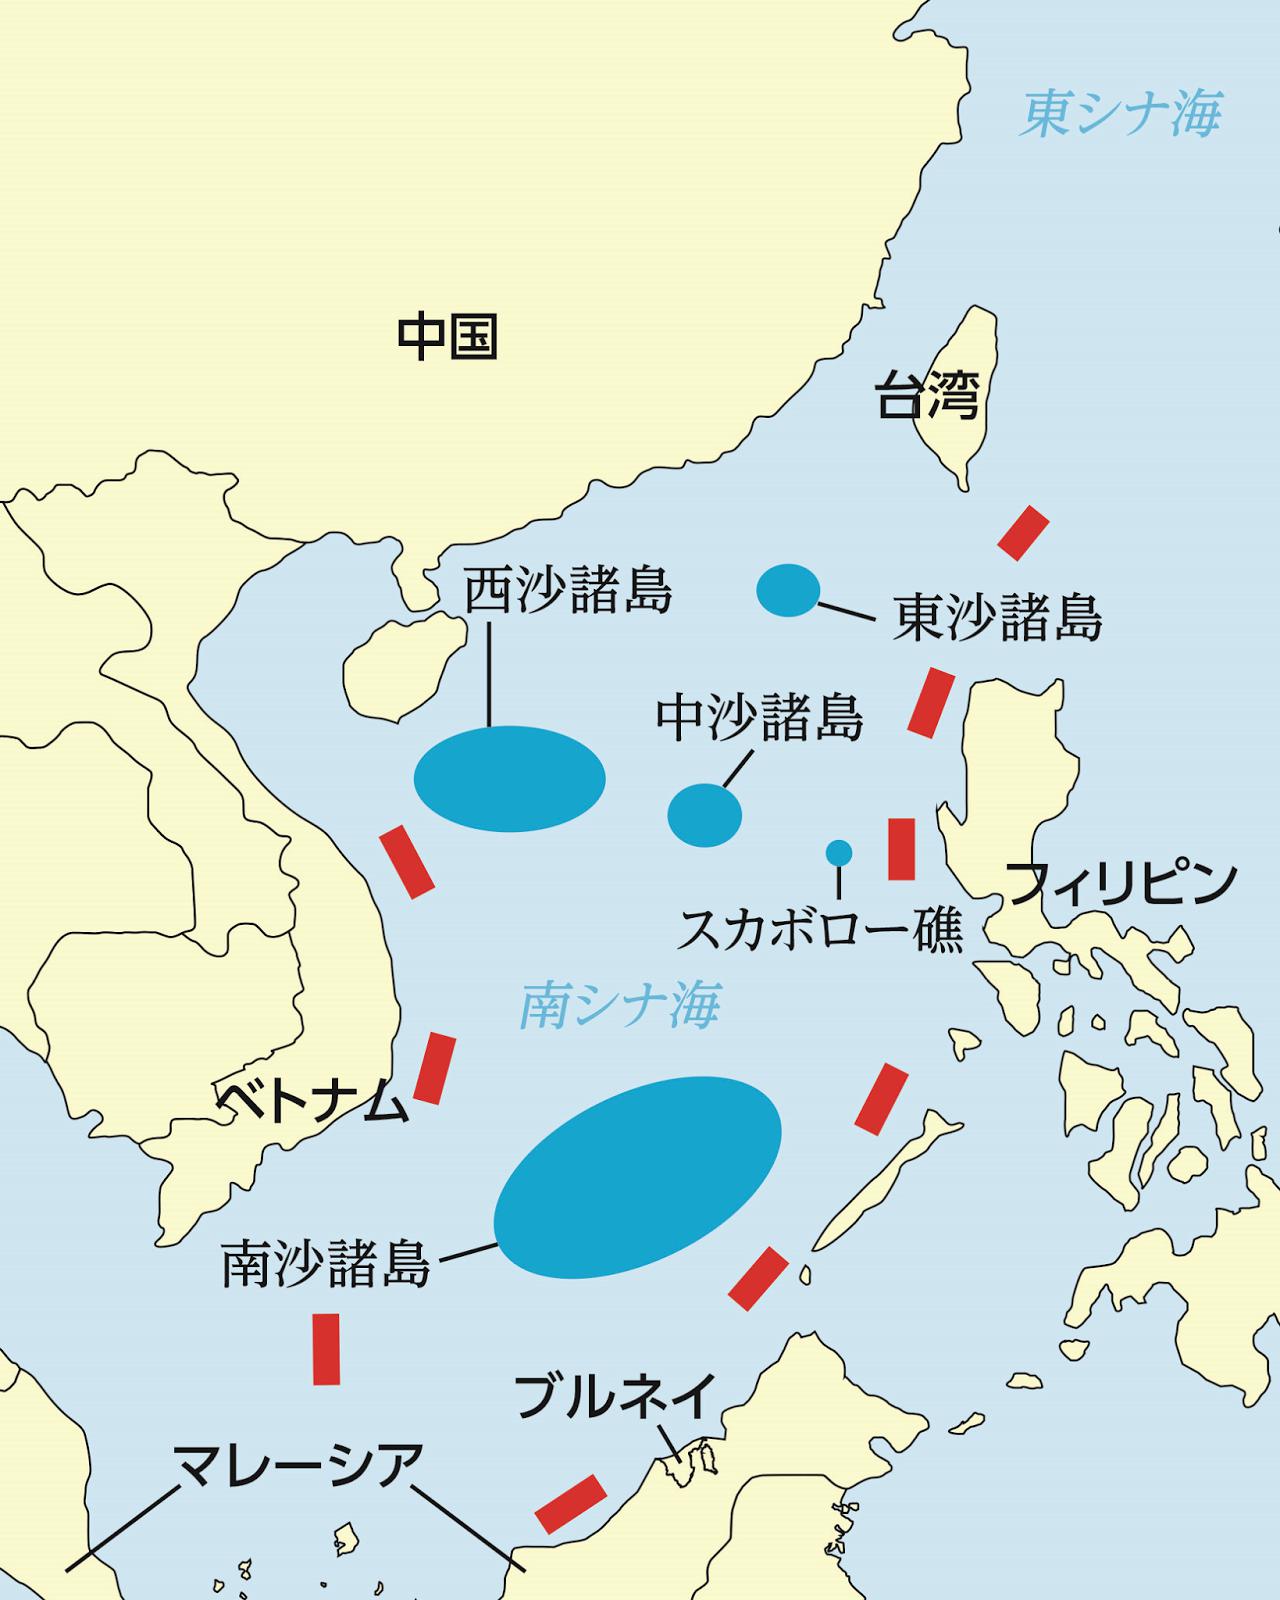 東シナ海
中国
台湾
西沙諸島
東沙諸島
中沙諸島
フィリピン
スカボロー礁
南シナ海
ベトナム
南沙諸島
ブルネイ
マレーシア